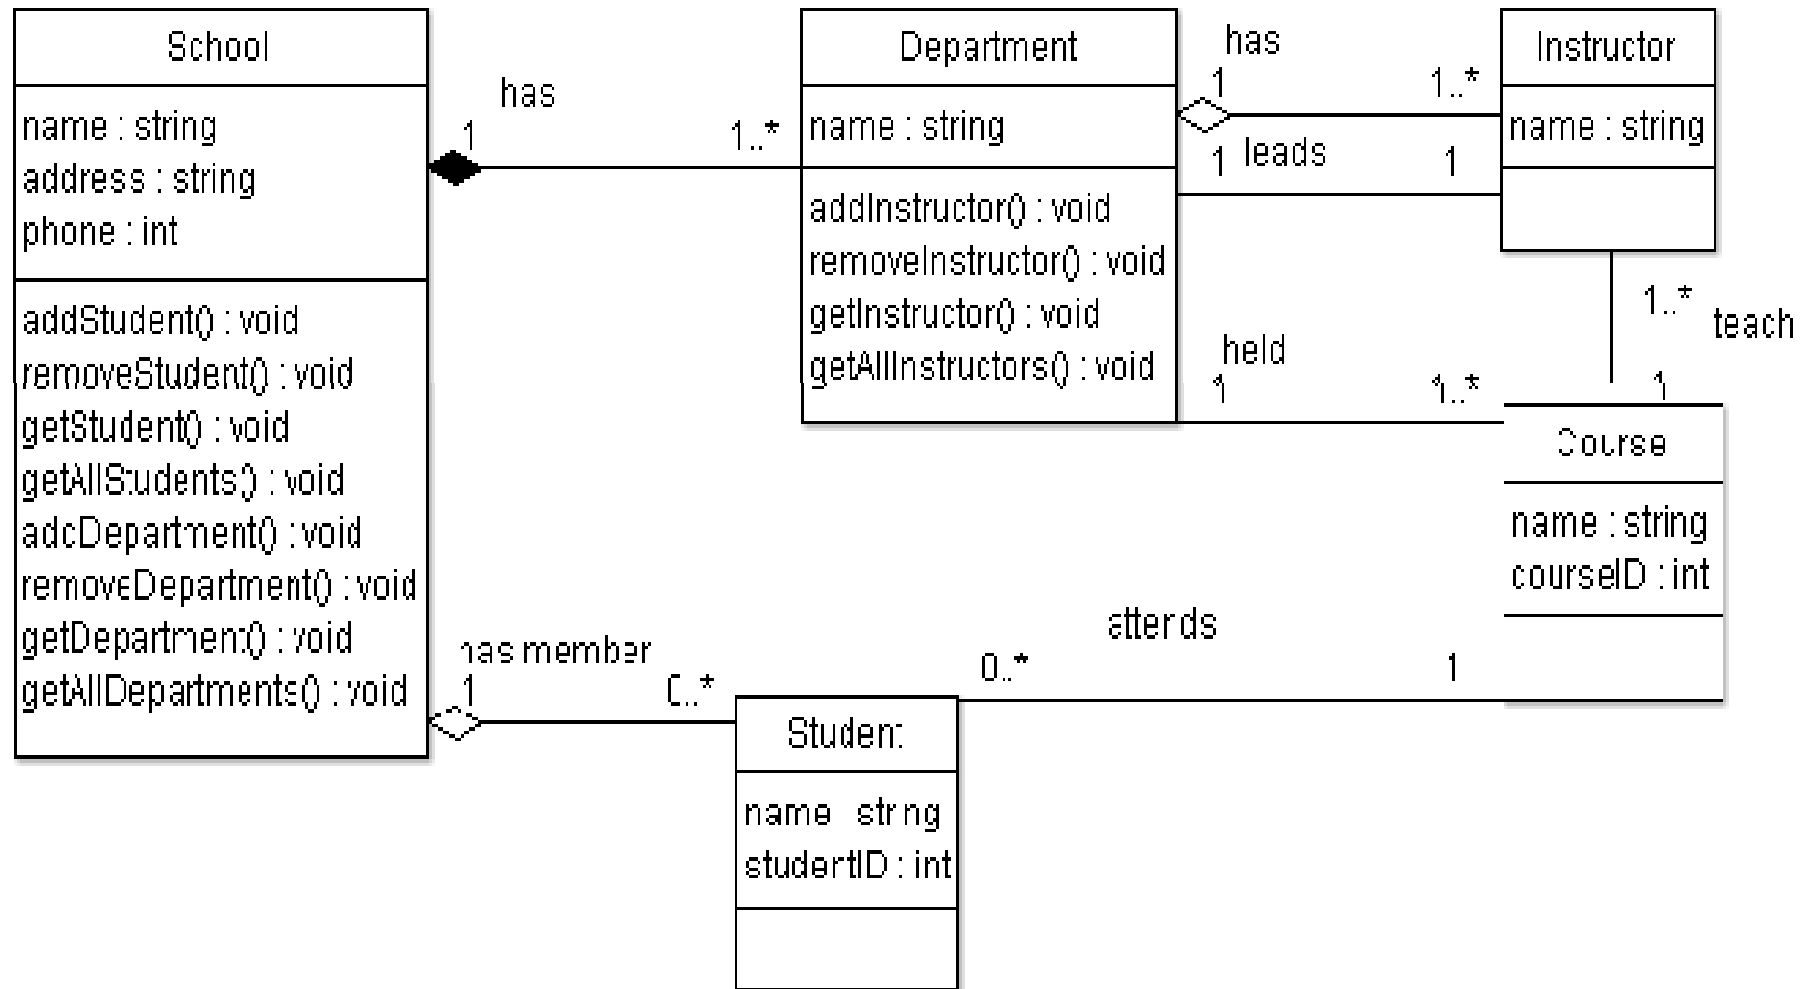 School
name : string
address : string
phone : int
addStudent() : void
removeStudent() : void
getStudent() : void
getAllStudents() : void
addDepartment() : void
removeDepartment() : void
getDepartment() : void
getAllDepartments() : void
has
1
1..*
Department
name : string
addInstructor() : void
removeInstructor() : void
getInstructor() : void
getAllInstructors() : void
has
1
1..*
1 leads 1
Instructor
name : string
1..*
teach
1
held
1
1..*
Course
name : string
courseID : int
attends
0..*
1
has member
1
0..*
Student
name string
studentID : int